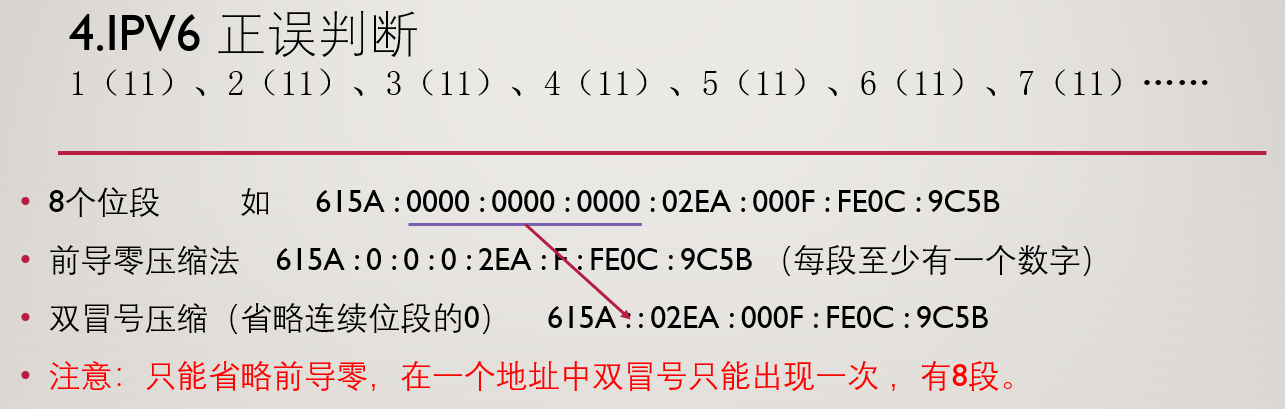 4.IPV6 正误判断
1（11）、2（11）、3（11）、4（11）、5（11）、6（11）、7（11）……
• 8个位段 如 615A : 0000 : 0000 : 0000 : 02EA : 000F : FE0C : 9C5B
• 前导零压缩法 615A : 0 : 0 : 0 : 2EA : F : FE0C : 9C5B （每段至少有一个数字）
• 双冒号压缩（省略连续位段的0） 615A : : 02EA : 000F : FE0C : 9C5B
• 注意：只能省略前导零，在一个地址中双冒号只能出现一次 ，有8段。